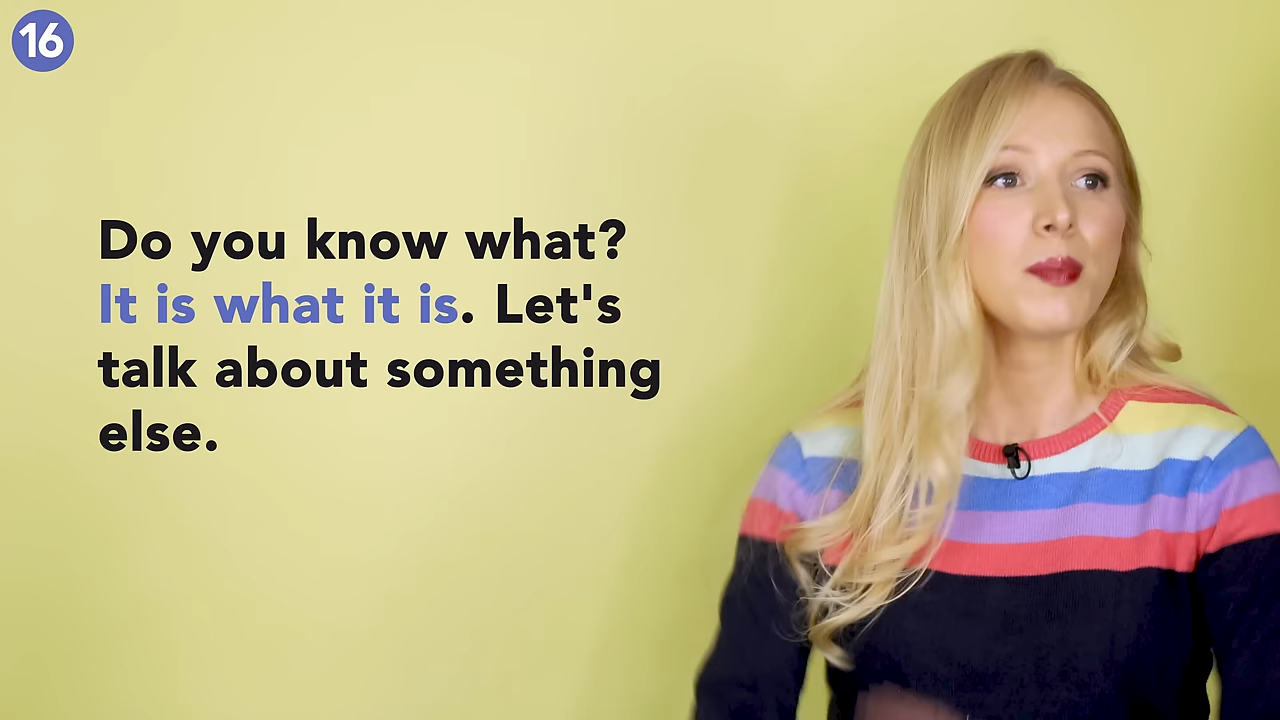 16
Do you know what?
It is what it is. Let's
talk about something
else.